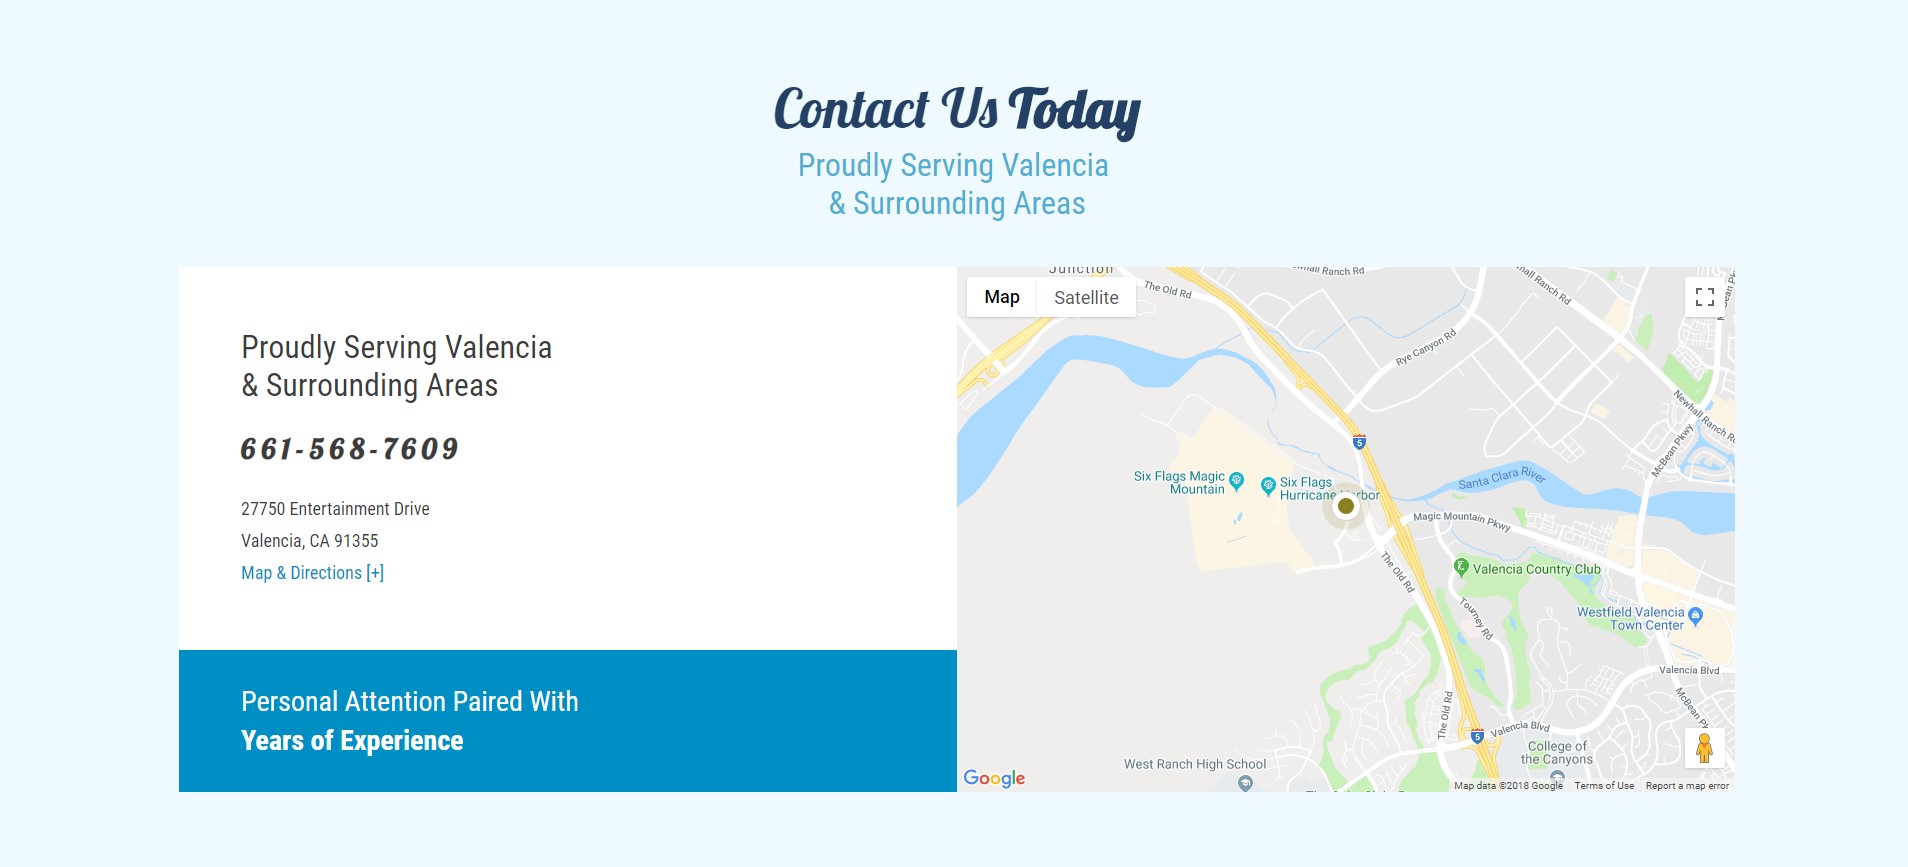 Contact Us Today
Proudly Serving Valencia
& Surrounding Areas
Proudly Serving Valencia
& Surrounding Areas
661-568-7609
27750 Entertainment Drive
Valencia, CA 91355
Map & Directions [+]
Personal Attention Paired With
Years of Experience
Junction
Map
Satellite
The Old Rd
Ranch Rd
Ranch Rd
Rye Canyon Rd
Newhall Ranch Rd
McBean Pkwy
5
Six Flags Magic
Mountain
Six Flags
Hurricane Harbor
Santa Clara River
Magic Mountain Pkwy
The Old Rd
Valencia Country Club
Tourney Rd
Westfield Valencia
Town Center
Valencia Blvd
McBean
The Old Rd
5
Valencia Blvd
College of
the Canyons
West Ranch High School
Google
Map data ©2018 Google
Terms of Use
Report a map error